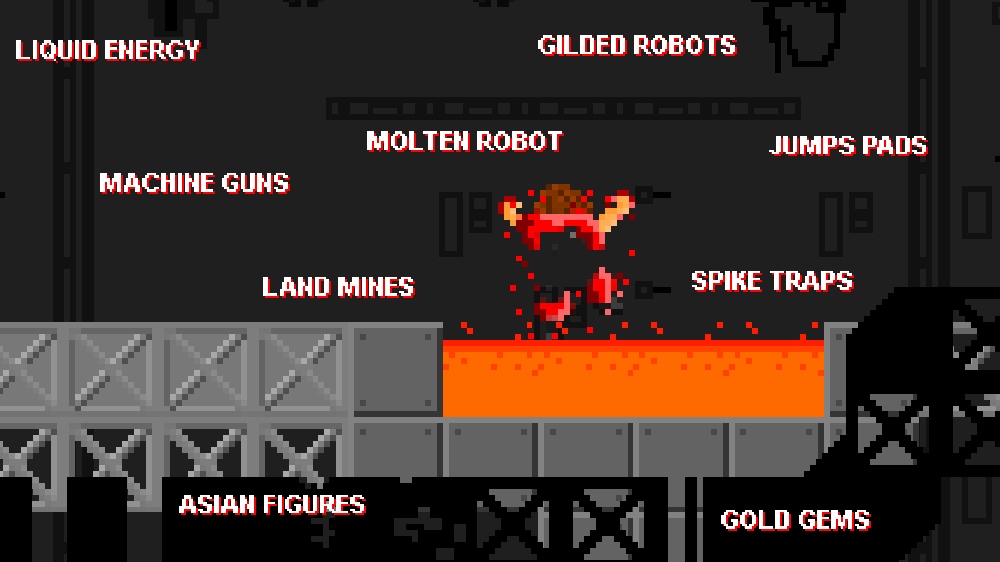 LIQUID ENERGY
GILDED ROBOTS
MOLTEN ROBOT
JUMPS PADS
MACHINE GUNS
LAND MINES
SPIKE TRAPS
ASIAN FIGURES
GOLD GEMS